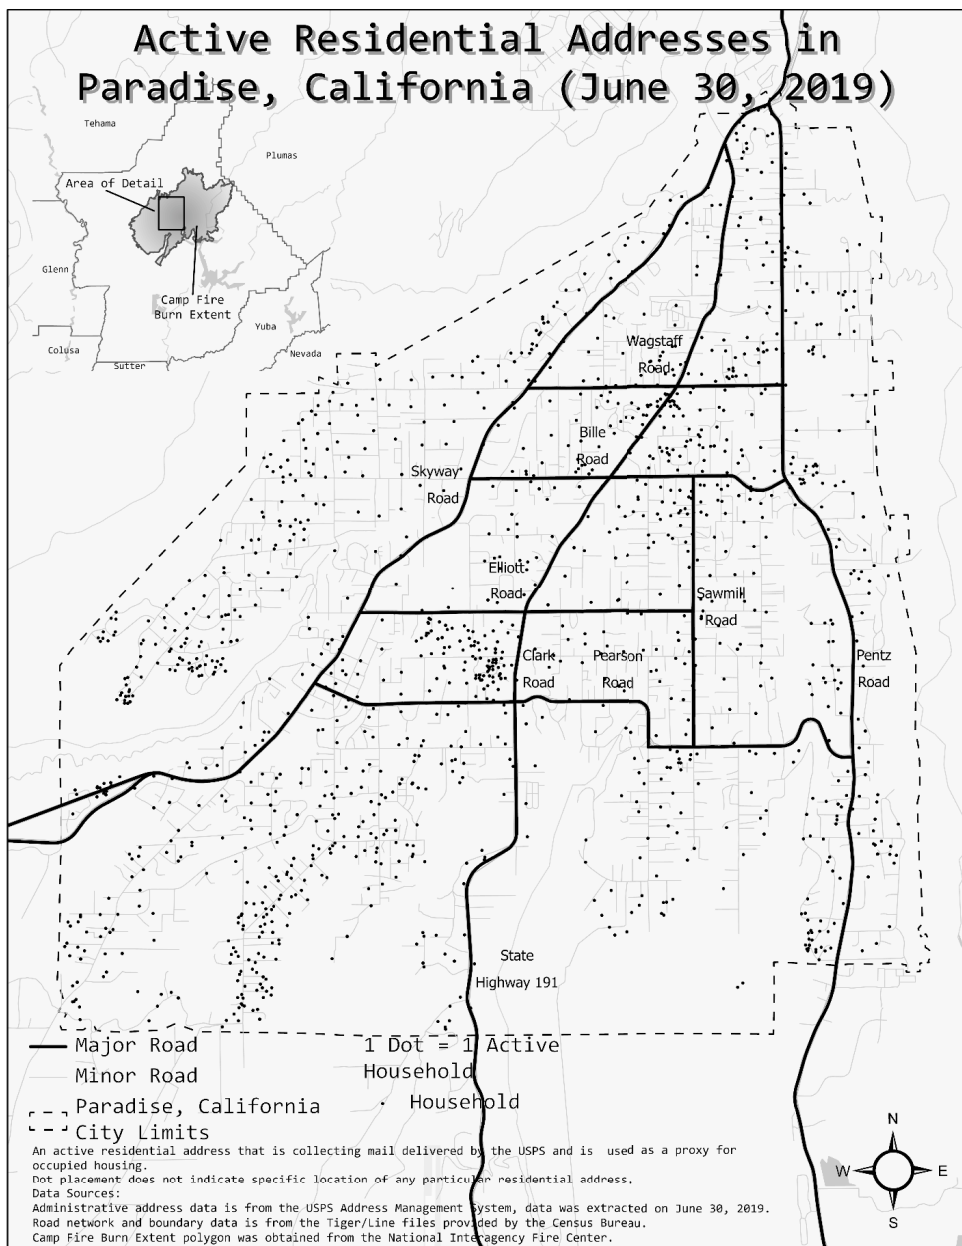 Active Residential Addresses in
Paradise, California (June 30, 2019)
Tehama
Plumas
Area of Detail
Glenn
Camp Fire
Burn Extent
Yuba
Colusa
Nevada
Sutter
Wagstaff
Road
Bille
Road
Skyway
Road
Elliott
Road
Sawmill
Road
Clark
Road
Pearson
Road
Pentz
Road
State
Highway 191
Major Road
Minor Road
Paradise, California
City Limits
1 Dot = 1 Active
Household
Household
N
W
E
S
An active residential address that is collecting mail delivered by the USPS and is used as a proxy for
occupied housing.
Dot placement does not indicate specific location of any particular residential address.
Data Sources:
Administrative address data is from the USPS Address Management System, data was extracted on June 30, 2019.
Road network and boundary data is from the Tiger/Line files provided by the Census Bureau.
Camp Fire Burn Extent polygon was obtained from the National Interagency Fire Center.